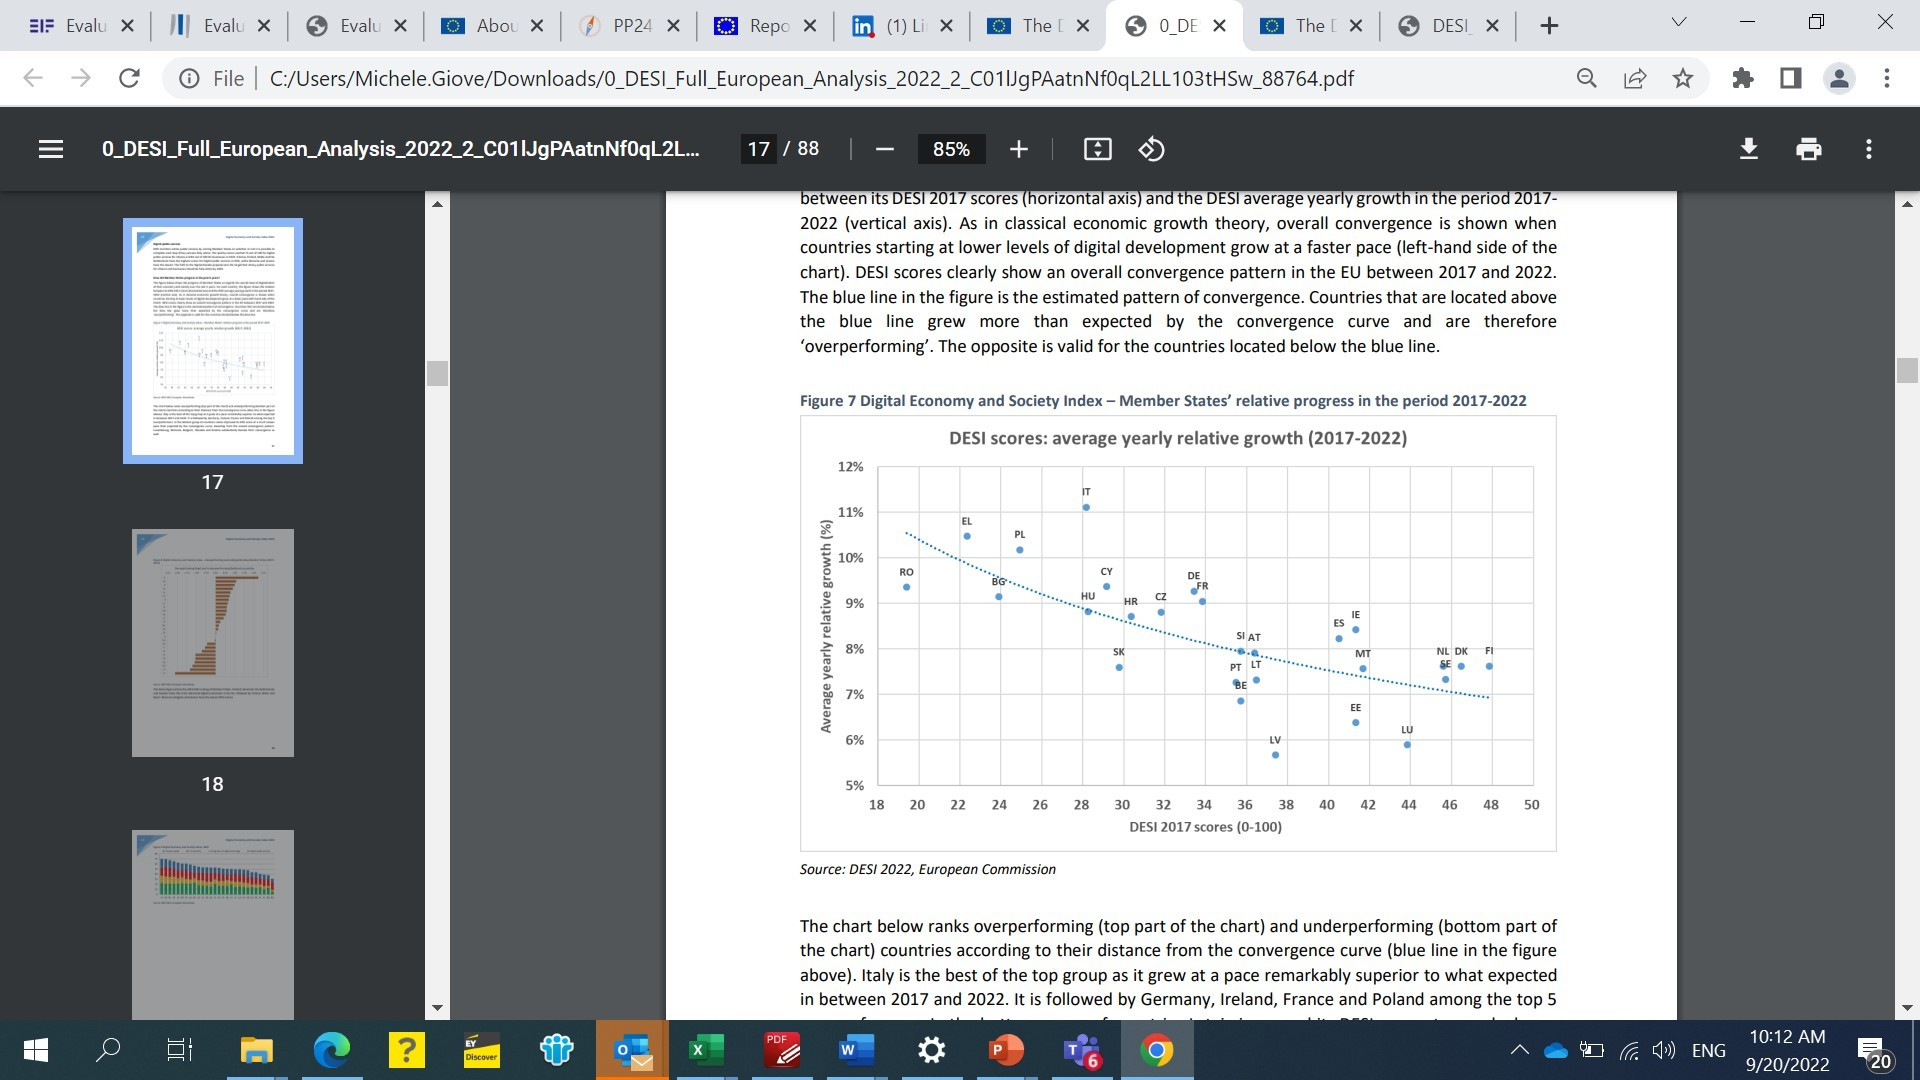 Evalu
Evalu
Evalu
Abou
PP24
Repo
(1) Li
The D
0_DE
The D
DESI_
File
C:/Users/Michele.Giove/Downloads/0_DESI_Full_European_Analysis_2022_2_C01lJgPAatnNf0qL2LL103tHSw_88764.pdf
0_DESI_Full_European_Analysis_2022_2_C01lJgPAatnNf0qL2L...
17 / 88
85%
17
18
between its DESI 2017 scores (horizontal axis) and the DESI average yearly growth in the period 2017-
2022 (vertical axis). As in classical economic growth theory, overall convergence is shown when
countries starting at lower levels of digital development grow at a faster pace (left-hand side of the
chart). DESI scores clearly show an overall convergence pattern in the EU between 2017 and 2022.
The blue line in the figure is the estimated pattern of convergence. Countries that are located above
the blue line grew more than expected by the convergence curve and are therefore
‘overperforming’. The opposite is valid for the countries located below the blue line.
Figure 7 Digital Economy and Society Index – Member States’ relative progress in the period 2017-2022
DESI scores: average yearly relative growth (2017-2022)
Average yearly relative growth (%)
12%
11%
10%
9%
8%
7%
6%
5%
IT
EL
PL
RO
BG
CY
DE
FR
HU
HR
CZ
SK
SI
AT
PT
LT
BE
LV
ES
IE
MT
EE
LU
NL
SE
DK
FI
18 20 22 24 26 28 30 32 34 36 38 40 42 44 46 48 50
DESI 2017 scores (0-100)
Source: DESI 2022, European Commission
The chart below ranks overperforming (top part of the chart) and underperforming (bottom part of
the chart) countries according to their distance from the convergence curve (blue line in the figure
above). Italy is the best of the top group as it grew at a pace remarkably superior to what expected
in between 2017 and 2022. It is followed by Germany, Ireland, France and Poland among the top 5
EY
Discover
PDF
6
ENG
10:12 AM
9/20/2022
20